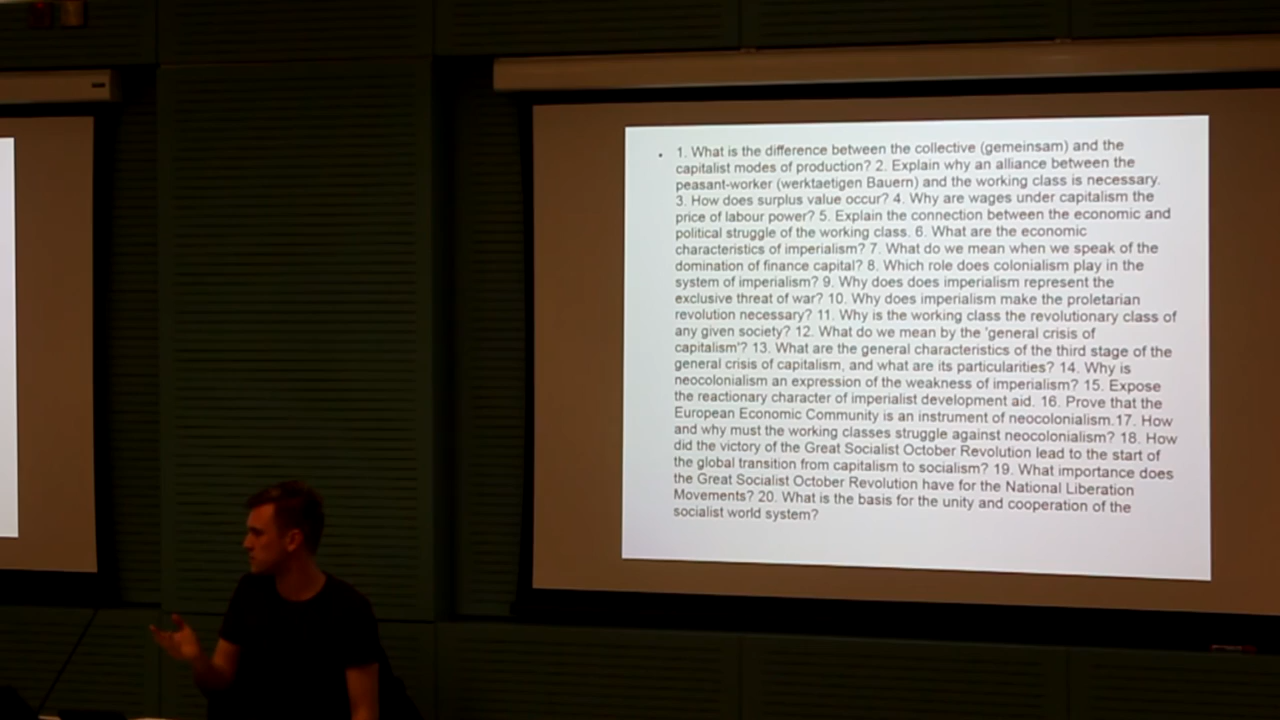 • 1. What is the difference between the collective (gemeinsam) and the
capitalist modes of production? 2. Explain why an alliance between the
peasant-worker (werktaetigen Bauern) and the working class is necessary.
3. How does surplus value occur? 4. Why are wages under capitalism the
price of labour power? 5. Explain the connection between the economic and
political struggle of the working class. 6. What are the economic
characteristics of imperialism? 7. What do we mean when we speak of the
domination of finance capital? 8. Which role does colonialism play in the
system of imperialism? 9. Why does does imperialism represent the
exclusive threat of war? 10. Why does imperialism make the proletarian
revolution necessary? 11. Why is the working class the revolutionary class of
any given society? 12. What do we mean by the 'general crisis of
capitalism'? 13. What are the general characteristics of the third stage of the
general crisis of capitalism, and what are its particularities? 14. Why is
neocolonialism an expression of the weakness of imperialism? 15. Expose
the reactionary character of imperialist development aid. 16. Prove that the
European Economic Community is an instrument of neocolonialism.17. How
and why must the working classes struggle against neocolonialism? 18. How
did the victory of the Great Socialist October Revolution lead to the start of
the global transition from capitalism to socialism? 19. What importance does
the Great Socialist October Revolution have for the National Liberation
Movements? 20. What is the basis for the unity and cooperation of the
socialist world system?